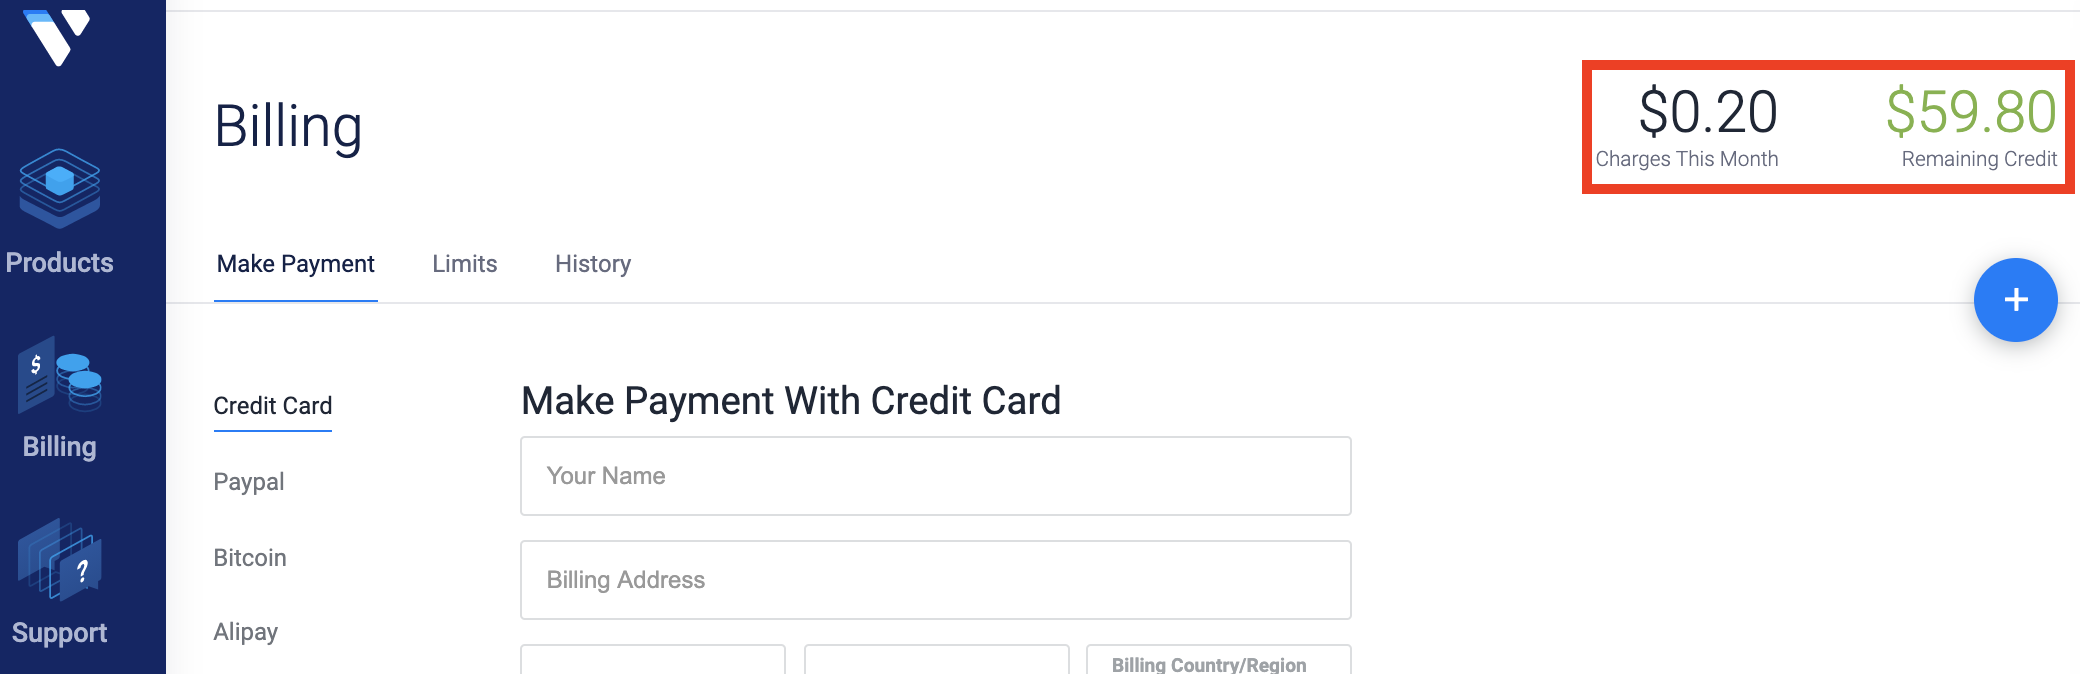 Billing
$0.20
Charges This Month
$59.80
Remaining Credit
Products
Make Payment
Limits
History
+
$
Billing
Credit Card
Make Payment With Credit Card
Your Name
Paypal
Bitcoin
Billing Address
?
Support
Alipay
Billing Country/Region